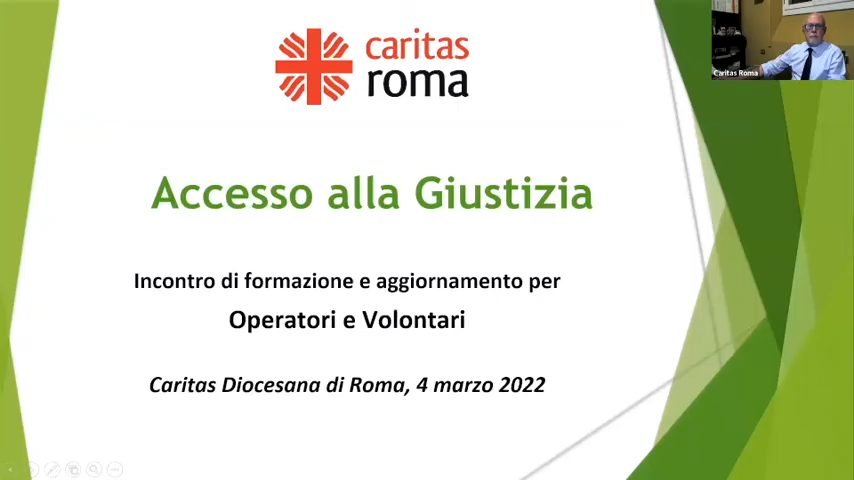 caritas
roma
Caritas Roma
Accesso alla Giustizia
Incontro di formazione e aggiornamento per
Operatori e Volontari
Caritas Diocesana di Roma, 4 marzo 2022